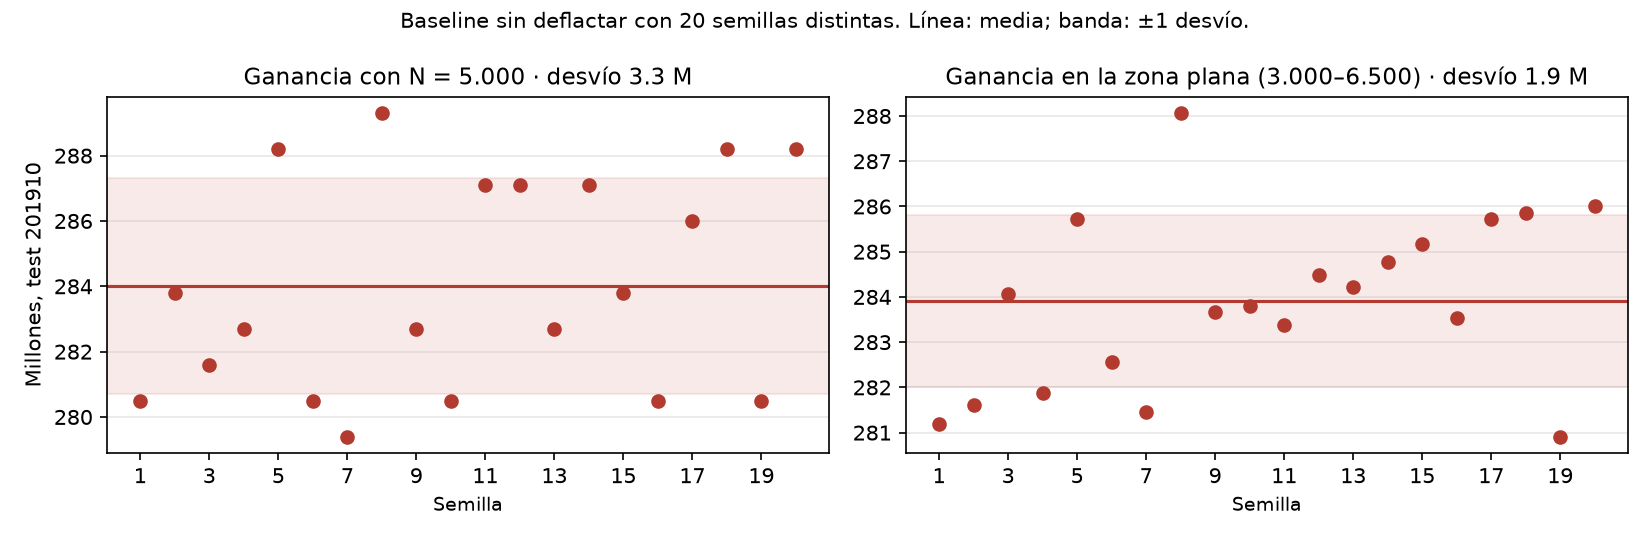 Baseline sin deflactar con 20 semillas distintas. Línea: media; banda: ±1 desvío.
Ganancia con N = 5.000 · desvío 3.3 M
Millones, test 201910
288
286
284
282
280
1 3 5 7 9 11 13 15 17 19
Semilla
Ganancia en la zona plana (3.000–6.500) · desvío 1.9 M
288
287
286
285
284
283
282
281
1 3 5 7 9 11 13 15 17 19
Semilla